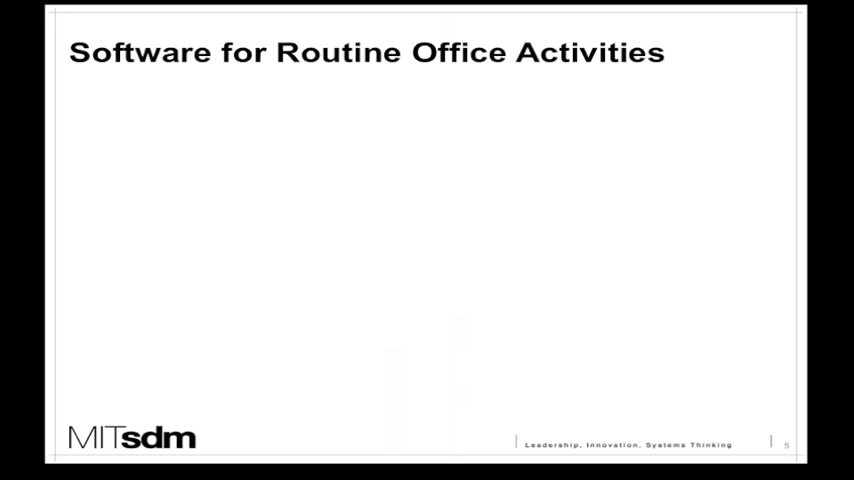 Software for Routine Office Activities
MITsdm
Leadership, Innovation, Systems Thinking
5